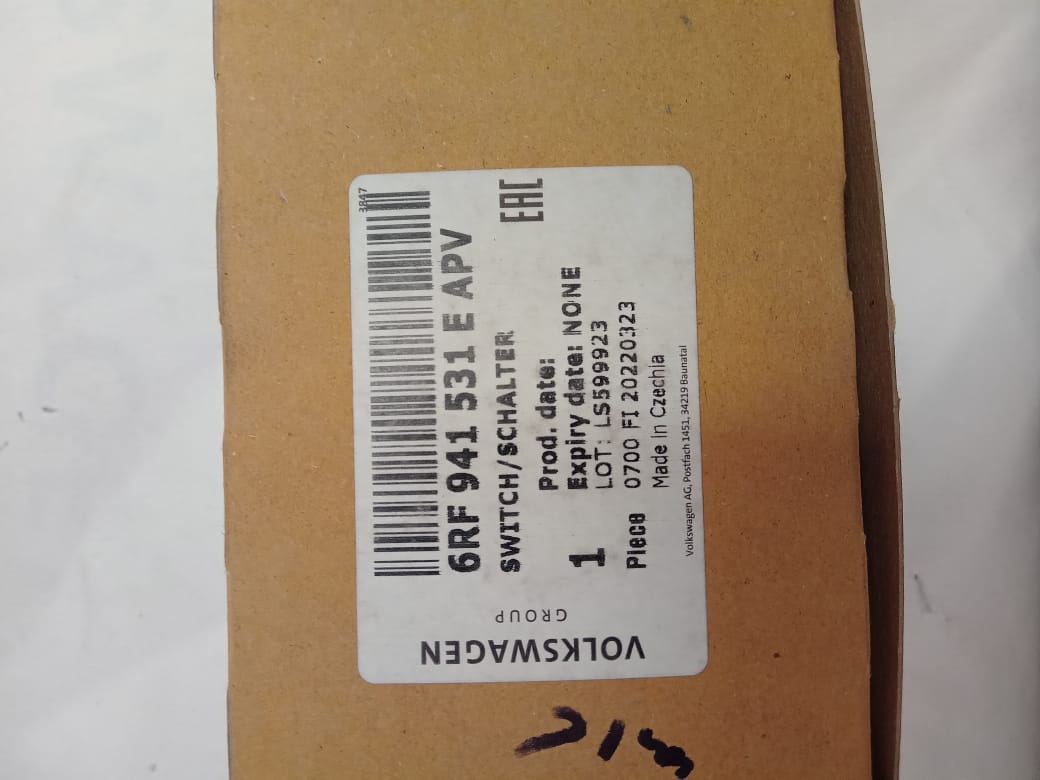 3847
6RF 941 531 E APV
SWITCH/SCHALTER
EAC
Prod. date:
1 Expiry date: NONE
LOT: LS599923
Piece 0700 FI 20220323
Made in Czechia
Volkswagen AG, Postfach 1451, 34219 Baunatal
VOLKSWAGEN
GROUP